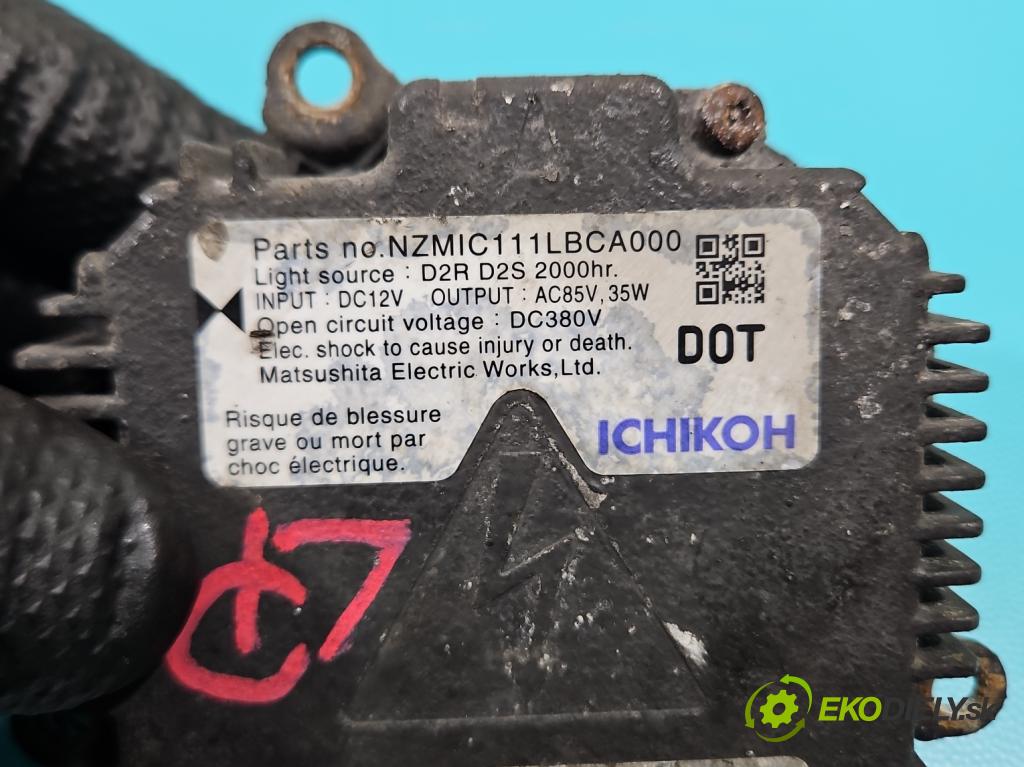 Parts no.NZMIC111LBCA000
Light source : D2R D2S 2000hr.
INPUT : DC12V OUTPUT : AC85V,35W
Open circuit voltage : DC380V
Elec. shock to cause injury or death.
Matsushita Electric Works,Ltd.
DOT
Risque de blessure
grave ou mort par
choc électrique.
ICHIKOH
EKODIELY.sk